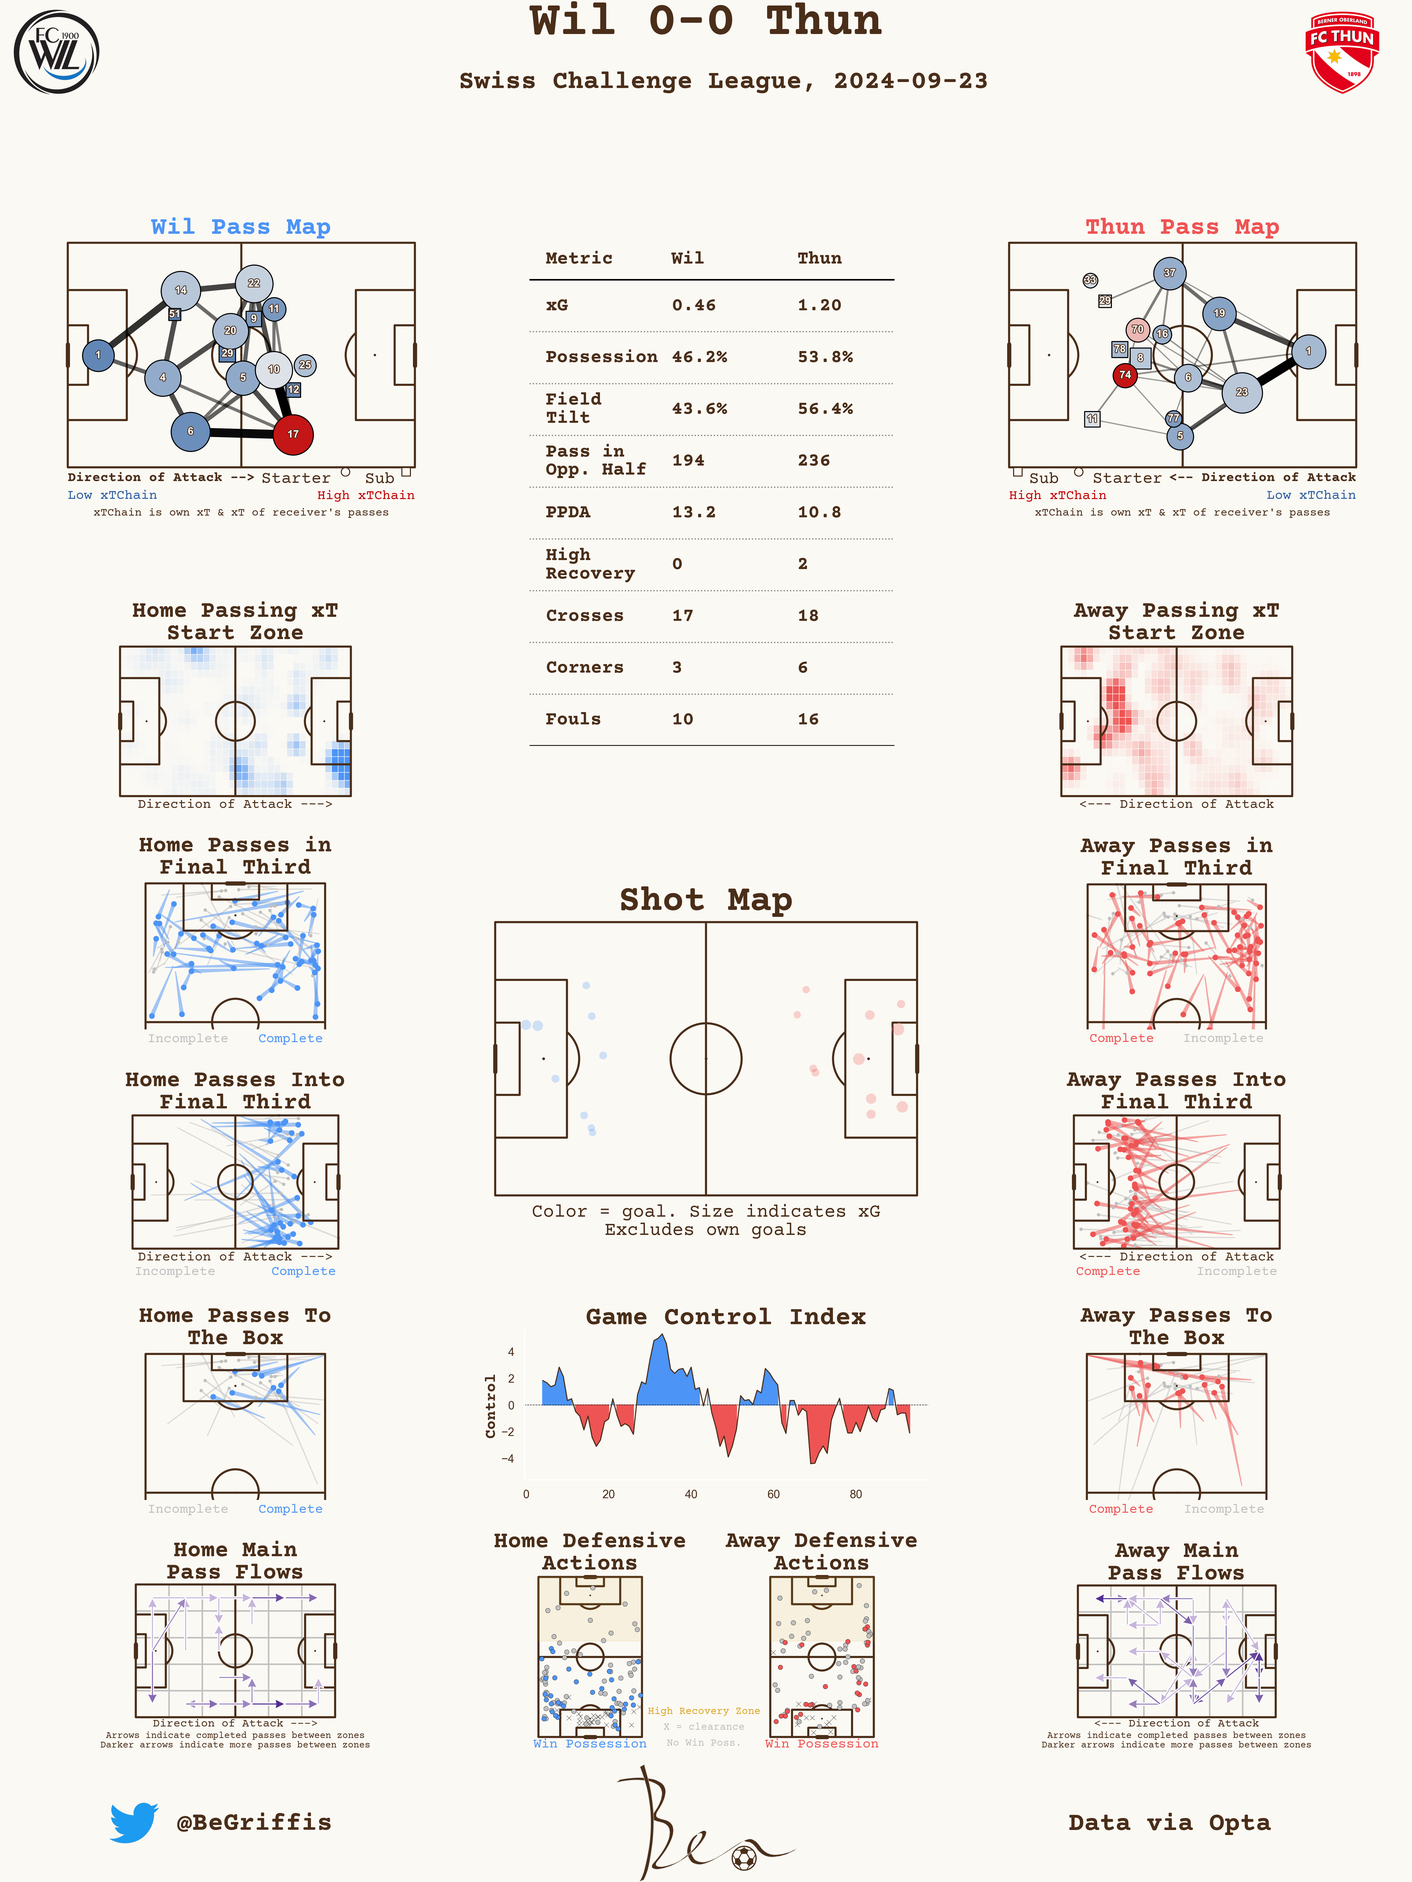 Wil 0-0 Thun
Swiss Challenge League, 2024-09-23
FC 1900
WIL
BERNER OBERLAND
FC THUN
1898
Wil Pass Map
14
22
11
51
9
20
29
1
4
5
10
25
12
6
17
Direction of Attack --> Starter Sub
Low xTChain High xTChain
xTChain is own xT & xT of receiver's passes
Metric Wil Thun
xG 0.46 1.20
Possession 46.2% 53.8%
Field
Tilt 43.6% 56.4%
Pass in
Opp. Half 194 236
PPDA 13.2 10.8
High
Recovery 0 2
Crosses 17 18
Corners 3 6
Fouls 10 16
Thun Pass Map
33
37
29
19
70
16
78
8
1
74
6
23
11
77
5
Sub Starter <-- Direction of Attack
High xTChain Low xTChain
xTChain is own xT & xT of receiver's passes
Home Passing xT
Start Zone
Direction of Attack --->
Away Passing xT
Start Zone
<--- Direction of Attack
Home Passes in
Final Third
Incomplete Complete
Away Passes in
Final Third
Complete Incomplete
Shot Map
Color = goal. Size indicates xG
Excludes own goals
Home Passes Into
Final Third
Direction of Attack --->
Incomplete Complete
Away Passes Into
Final Third
<--- Direction of Attack
Complete Incomplete
Home Passes To
The Box
Incomplete Complete
Game Control Index
Control
4
2
0
−2
−4
0 20 40 60 80
Away Passes To
The Box
Complete Incomplete
Home Main
Pass Flows
Direction of Attack --->
Arrows indicate completed passes between zones
Darker arrows indicate more passes between zones
Home Defensive
Actions
Win Possession
Away Defensive
Actions
Win Possession
High Recovery Zone
X = clearance
No Win Poss.
Away Main
Pass Flows
<--- Direction of Attack
Arrows indicate completed passes between zones
Darker arrows indicate more passes between zones
@BeGriffis
Ben
Data via Opta